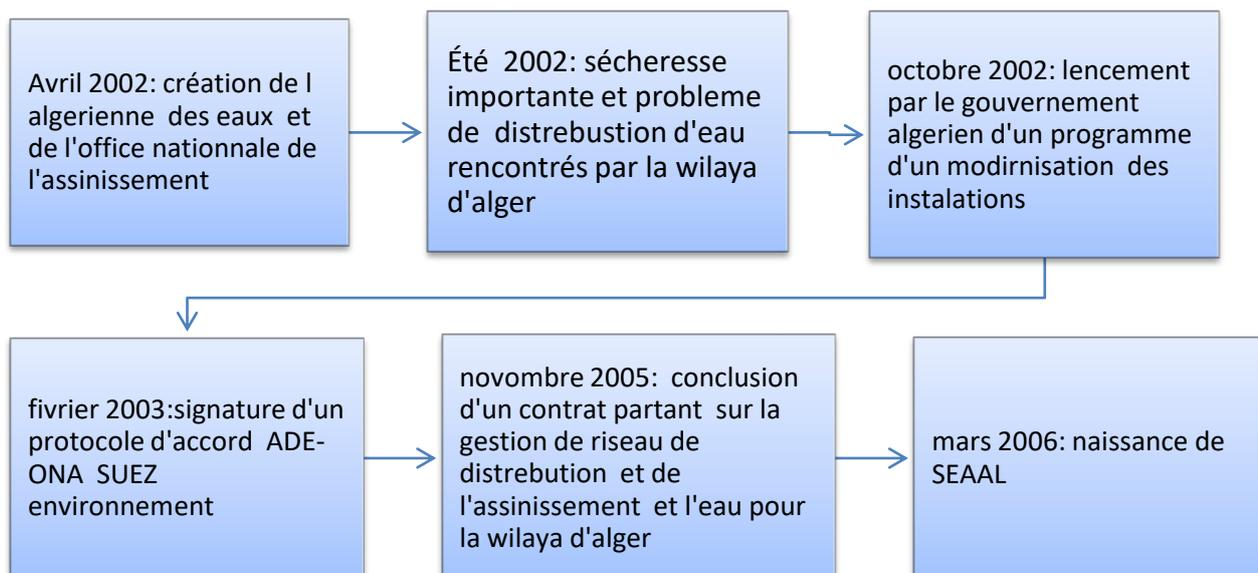 Avril 2002: création de l
algerienne  des eaux  et
de l'office nationnale de
l'assinissement
Été  2002: sécheresse
importante et probleme
de  distrebustion d'eau
rencontrés par la wilaya
d'alger
octobre 2002: lencement
par le gouvernement
algerien d'un programme
d'un modirnisation  des
instalations
fivrier 2003:signature d'un
protocole d'accord  ADE-
ONA  SUEZ
environnement
novombre 2005:  conclusion
d'un contrat partant  sur la
gestion de riseau de
distrebution  et de
l'assinissement  et l'eau pour
la wilaya d'alger
mars 2006: naissance de
SEAAL